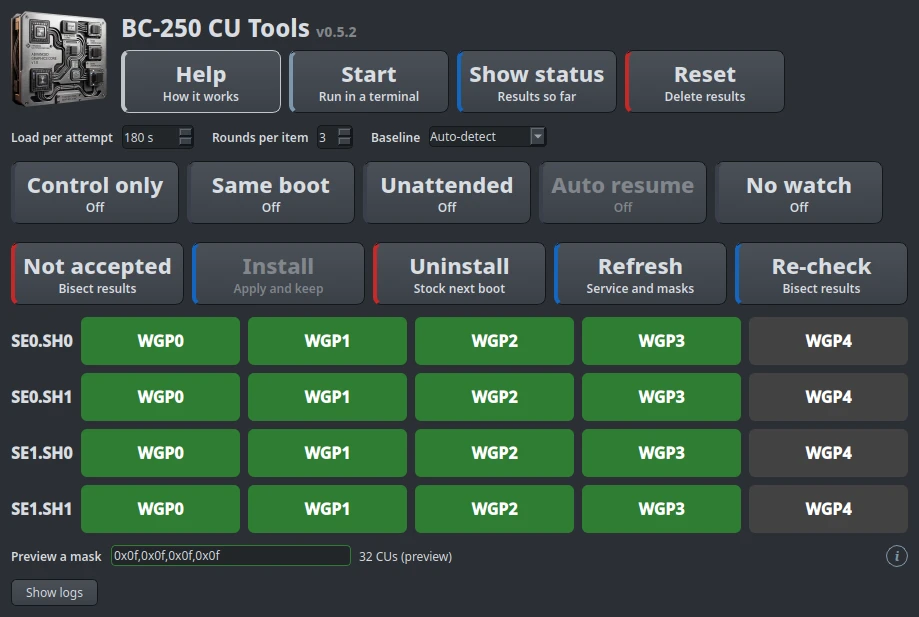 BC-250 CU Tools v0.5.2
Help Start Show status Reset
How it works Run in a terminal Results so far Delete results
Load per attempt 180 s Rounds per item 3 Baseline Auto-detect
Control only Same boot Unattended Auto resume No watch
Off Off Off Off Off
Not accepted Install Uninstall Refresh Re-check
Bisect results Apply and keep Stock next boot Service and masks Bisect results
SE0.SH0 WGP0 WGP1 WGP2 WGP3 WGP4
SE0.SH1 WGP0 WGP1 WGP2 WGP3 WGP4
SE1.SH0 WGP0 WGP1 WGP2 WGP3 WGP4
SE1.SH1 WGP0 WGP1 WGP2 WGP3 WGP4
Preview a mask 0x0f,0x0f,0x0f,0x0f 32 CUs (preview) i
Show logs